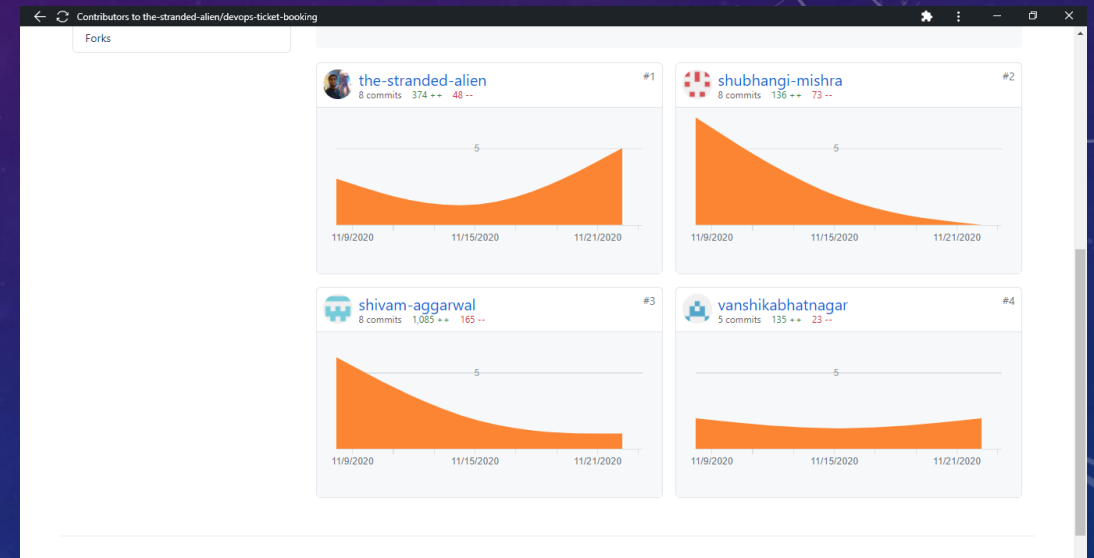 Contributors to the-stranded-alien/devops-ticket-booking
Forks
the-stranded-alien #1
8 commits 374 ++ 48 --
5
11/9/2020 11/15/2020 11/21/2020
shubhangi-mishra #2
8 commits 136 ++ 73 --
5
11/9/2020 11/15/2020 11/21/2020
shivam-aggarwal #3
8 commits 1,085 ++ 165 --
5
11/9/2020 11/15/2020 11/21/2020
vanshikabhatnagar #4
5 commits 135 ++ 23 --
5
11/9/2020 11/15/2020 11/21/2020